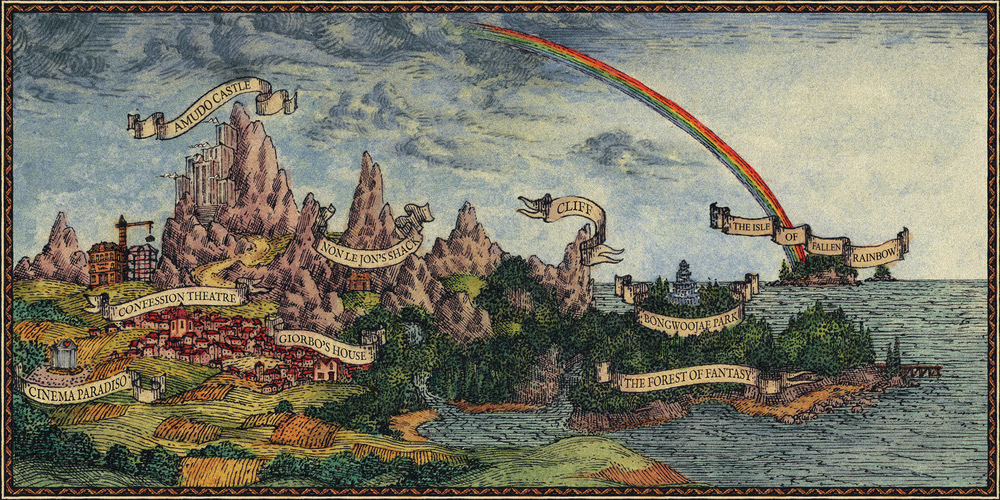 AMUDO CASTLE
NON LE JON'S SHACK
CLIFF
THE ISLE OF FALLEN RAINBOW
CONFESSION THEATRE
BONGWOOJAE PARK
GIORBO'S HOUSE
THE FOREST OF FANTASY
'CINEMA PARADISO'